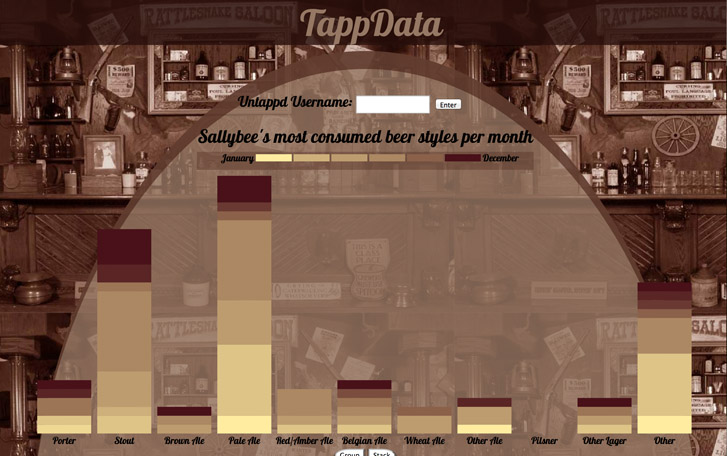 RATTLESNAKE SALOON
TappData
Untappd Username:
Enter
Sallybee's most consumed beer styles per month
January
December
Porter
Stout
Brown Ale
Pale Ale
Red/Amber Ale
Belgian Ale
Wheat Ale
Other Ale
Pilsner
Other Lager
Other
Group
Stack